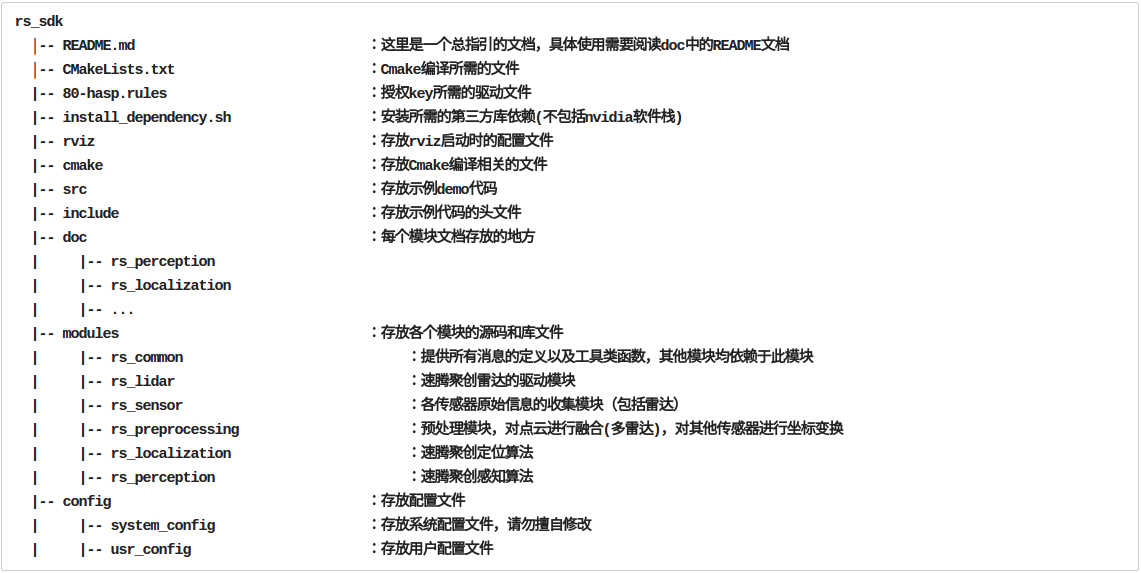 rs_sdk
|-- README.md ：这里是一个总指引的文档，具体使用需要阅读doc中的README文档
|-- CMakeLists.txt ：Cmake编译所需的文件
|-- 80-hasp.rules ：授权key所需的驱动文件
|-- install_dependency.sh ：安装所需的第三方库依赖(不包括nvidia软件栈)
|-- rviz ：存放rviz启动时的配置文件
|-- cmake ：存放Cmake编译相关的文件
|-- src ：存放示例demo代码
|-- include ：存放示例代码的头文件
|-- doc ：每个模块文档存放的地方
| |-- rs_perception
| |-- rs_localization
| |-- ...
|-- modules ：存放各个模块的源码和库文件
| |-- rs_common ：提供所有消息的定义以及工具类函数，其他模块均依赖于此模块
| |-- rs_lidar ：速腾聚创雷达的驱动模块
| |-- rs_sensor ：各传感器原始信息的收集模块（包括雷达）
| |-- rs_preprocessing ：预处理模块，对点云进行融合(多雷达)，对其他传感器进行坐标变换
| |-- rs_localization ：速腾聚创定位算法
| |-- rs_perception ：速腾聚创感知算法
|-- config ：存放配置文件
| |-- system_config ：存放系统配置文件，请勿擅自修改
| |-- usr_config ：存放用户配置文件